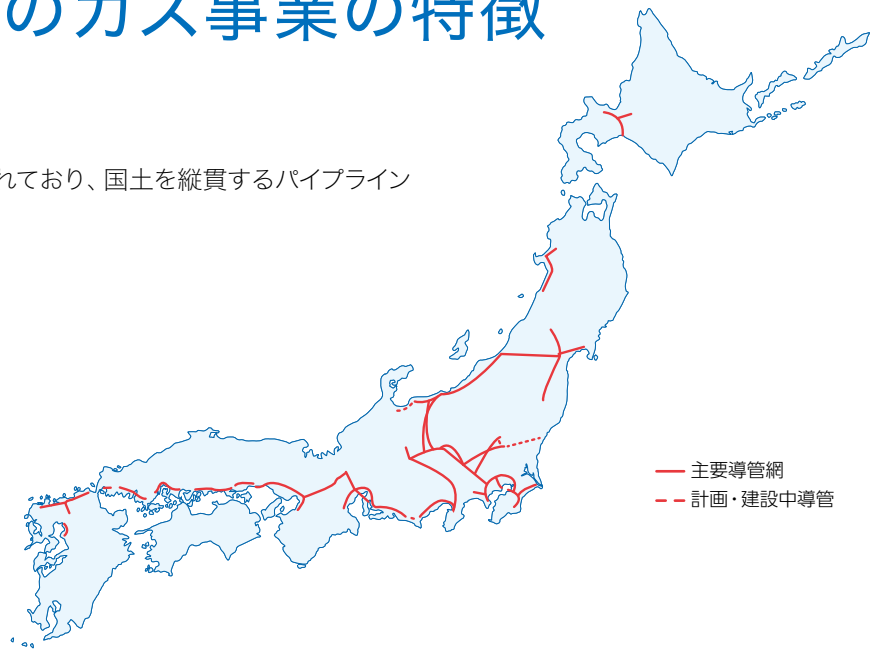 のガス事業の特徴
れており、国土を縦貫するパイプライン
主要導管網
計画・建設中導管